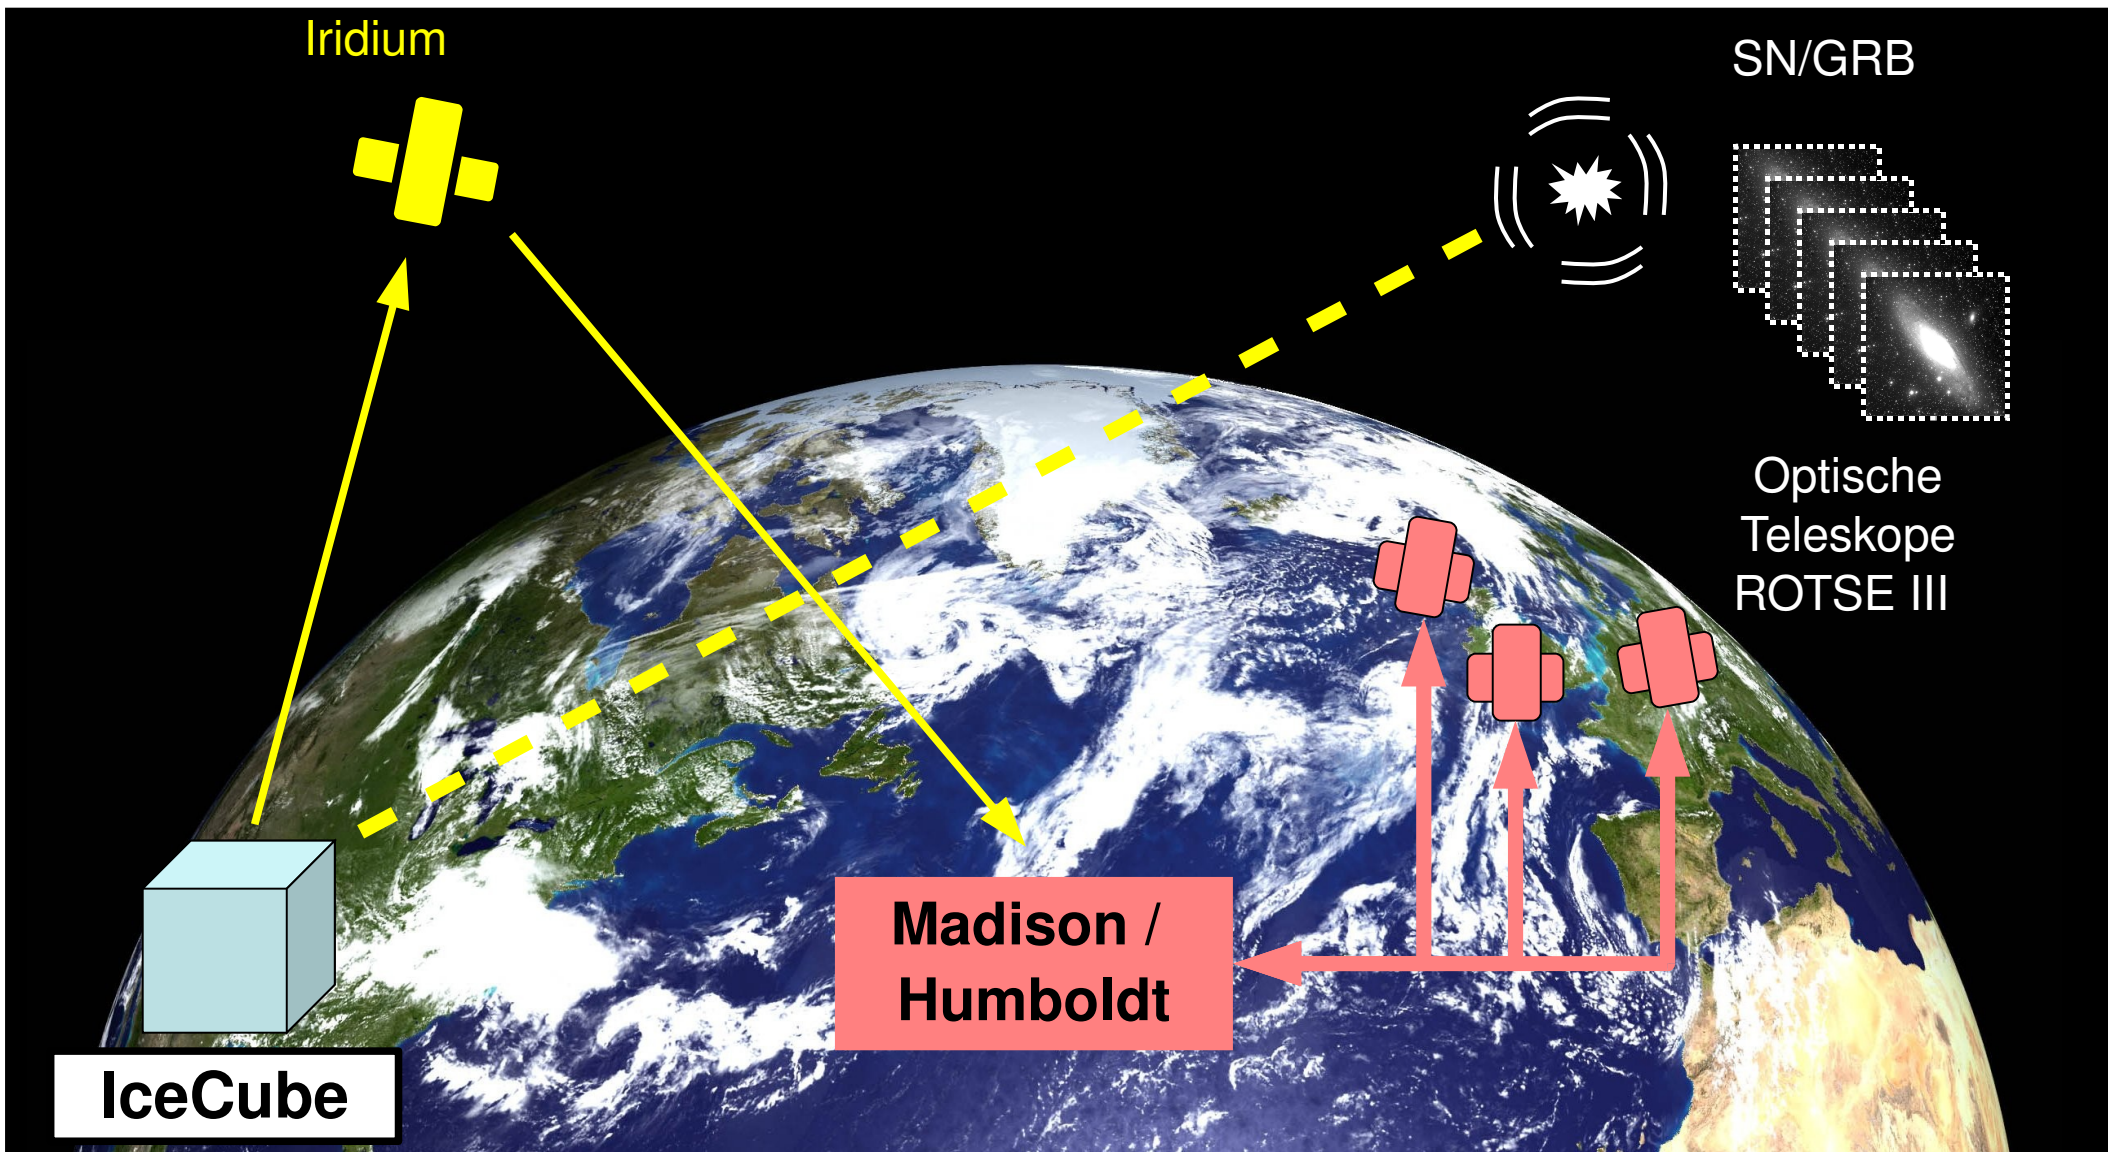 Iridium
SN/GRB
Optische
Teleskope
ROTSE III
Madison /
Humboldt
IceCube